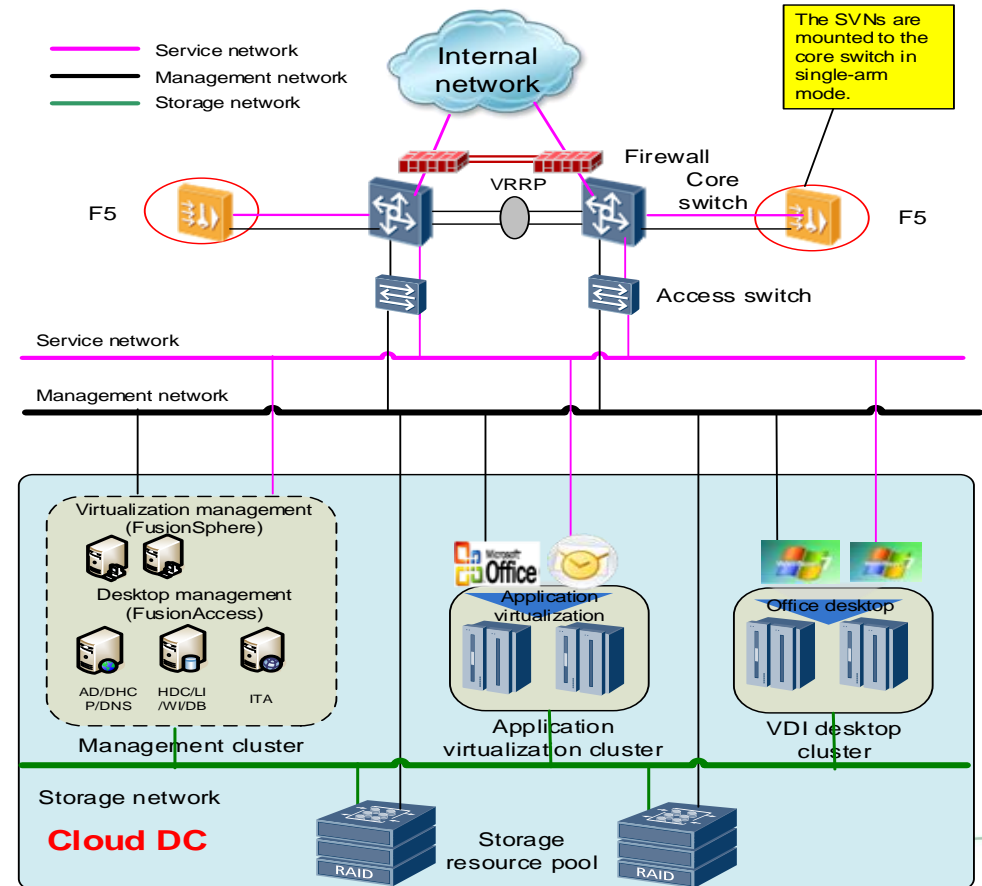 Service network
Management network
Storage network
Internal
network
The SVNs are
mounted to the
core switch in
single-arm
mode.
Firewall
VRRP
Core
switch
F5
F5
Access switch
Service network
Management network
Virtualization management
(FusionSphere)
Desktop management
(FusionAccess)
AD/DHC
P/DNS
HDC/LI
/WI/DB
ITA
Management cluster
Microsoft
Office
Application
virtualization
Application
virtualization cluster
Office desktop
VDI desktop
cluster
Storage network
Cloud DC
Storage
resource pool
RAID
RAID